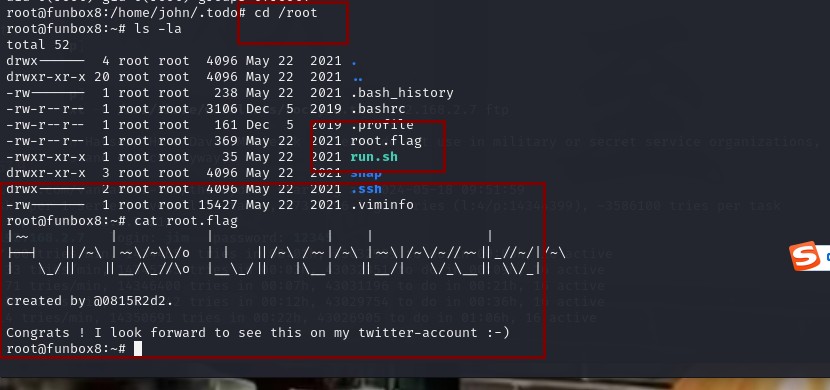 root@funbox8:/home/john/.todo# cd /root
root@funbox8:~# ls -la
total 52
drwx------  4 root root  4096 May 22  2021 .
drwxr-xr-x 20 root root  4096 May 22  2021 ..
-rw-------  1 root root   238 May 22  2021 .bash_history
-rw-r--r--  1 root root  3106 Dec  5  2019 .bashrc
-rw-r--r--  1 root root   161 Dec  5  2019 .profile
-rw-r--r--  1 root root   369 May 22  2021 root.flag
-rwxr-xr-x  1 root root    35 May 22  2021 run.sh
drwxr-xr-x  3 root root  4096 May 22  2021 snap
drwx------  2 root root  4096 May 22  2021 .ssh
-rw-------  1 root root 15427 May 22  2021 .viminfo
root@funbox8:~# cat root.flag
created by @0815R2d2.
Congrats ! I look forward to see this on my twitter-account :-)
root@funbox8:~#